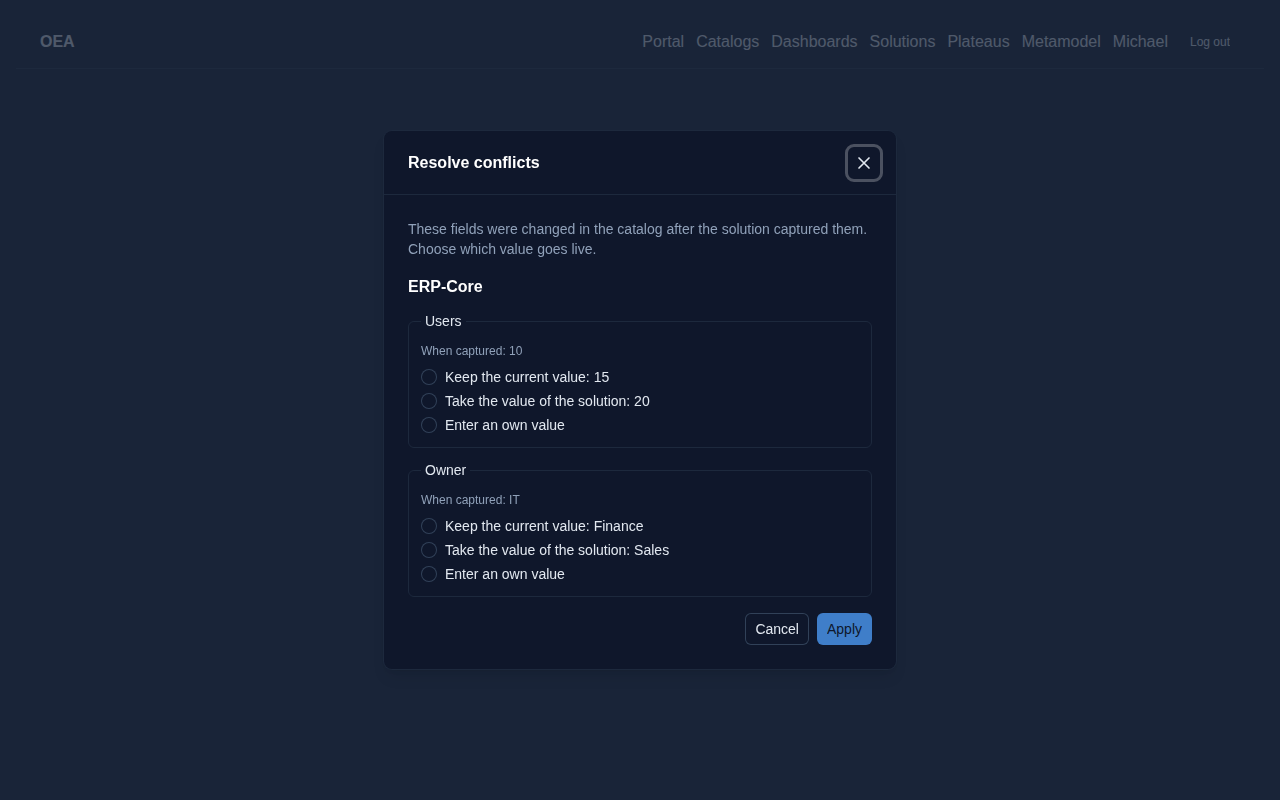 OEA
Portal Catalogs Dashboards Solutions Plateaus Metamodel Michael Log out
Resolve conflicts
These fields were changed in the catalog after the solution captured them.
Choose which value goes live.
ERP-Core
Users
When captured: 10
Keep the current value: 15
Take the value of the solution: 20
Enter an own value
Owner
When captured: IT
Keep the current value: Finance
Take the value of the solution: Sales
Enter an own value
Cancel Apply